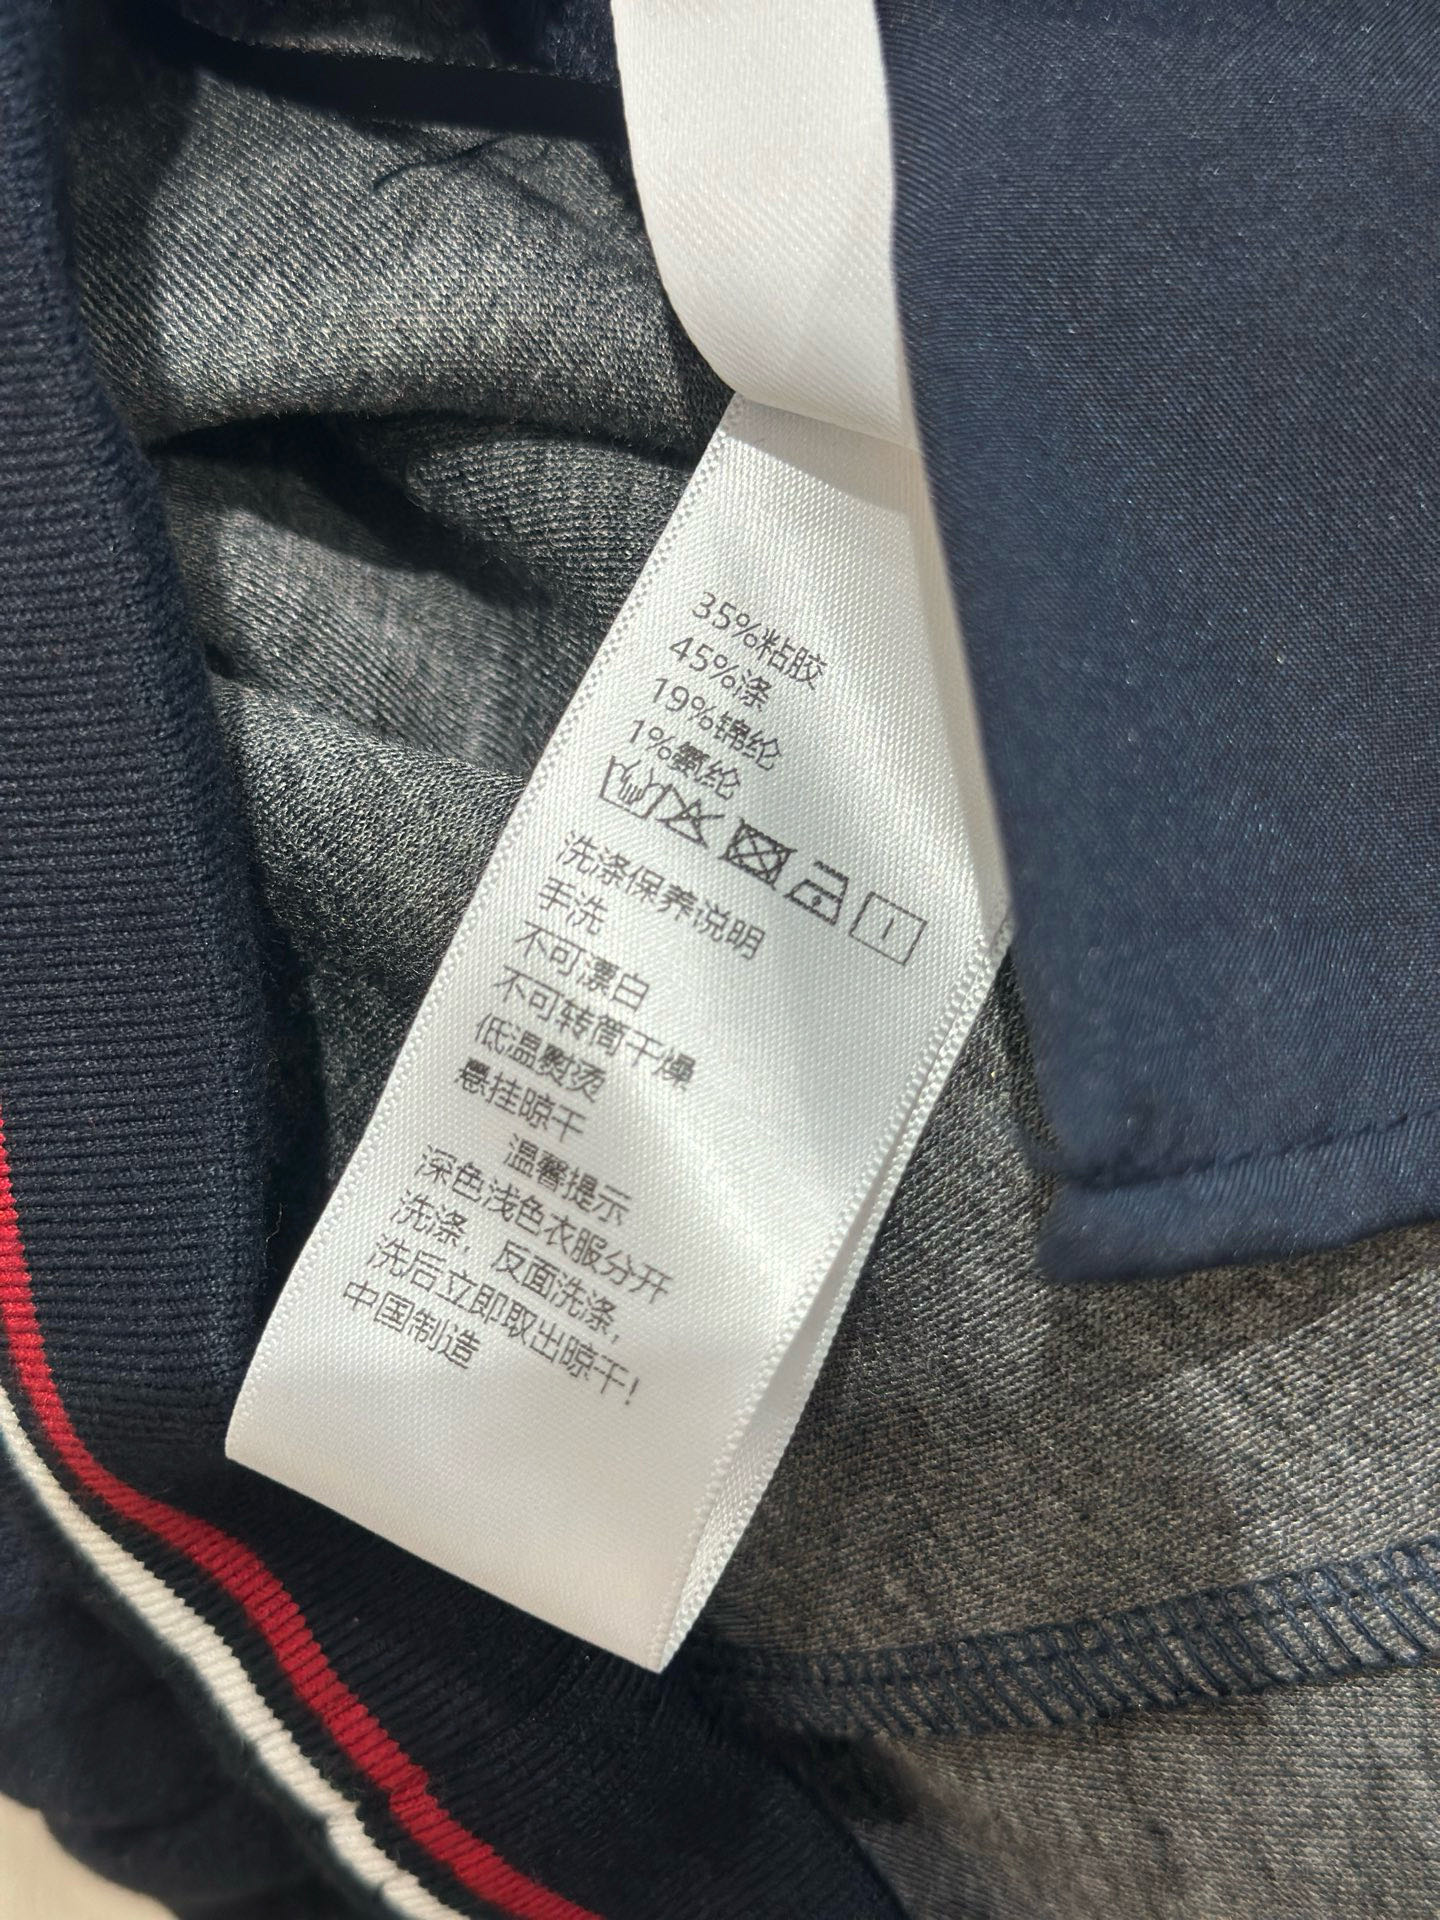 35%粘胶
45%涤
19%锦纶
1%氨纶
洗涤保养说明
手洗
不可漂白
不可转筒干燥
低温熨烫
悬挂晾干
温馨提示
深色浅色衣服分开
洗涤，反面洗涤，
洗后立即取出晾干！
中国制造